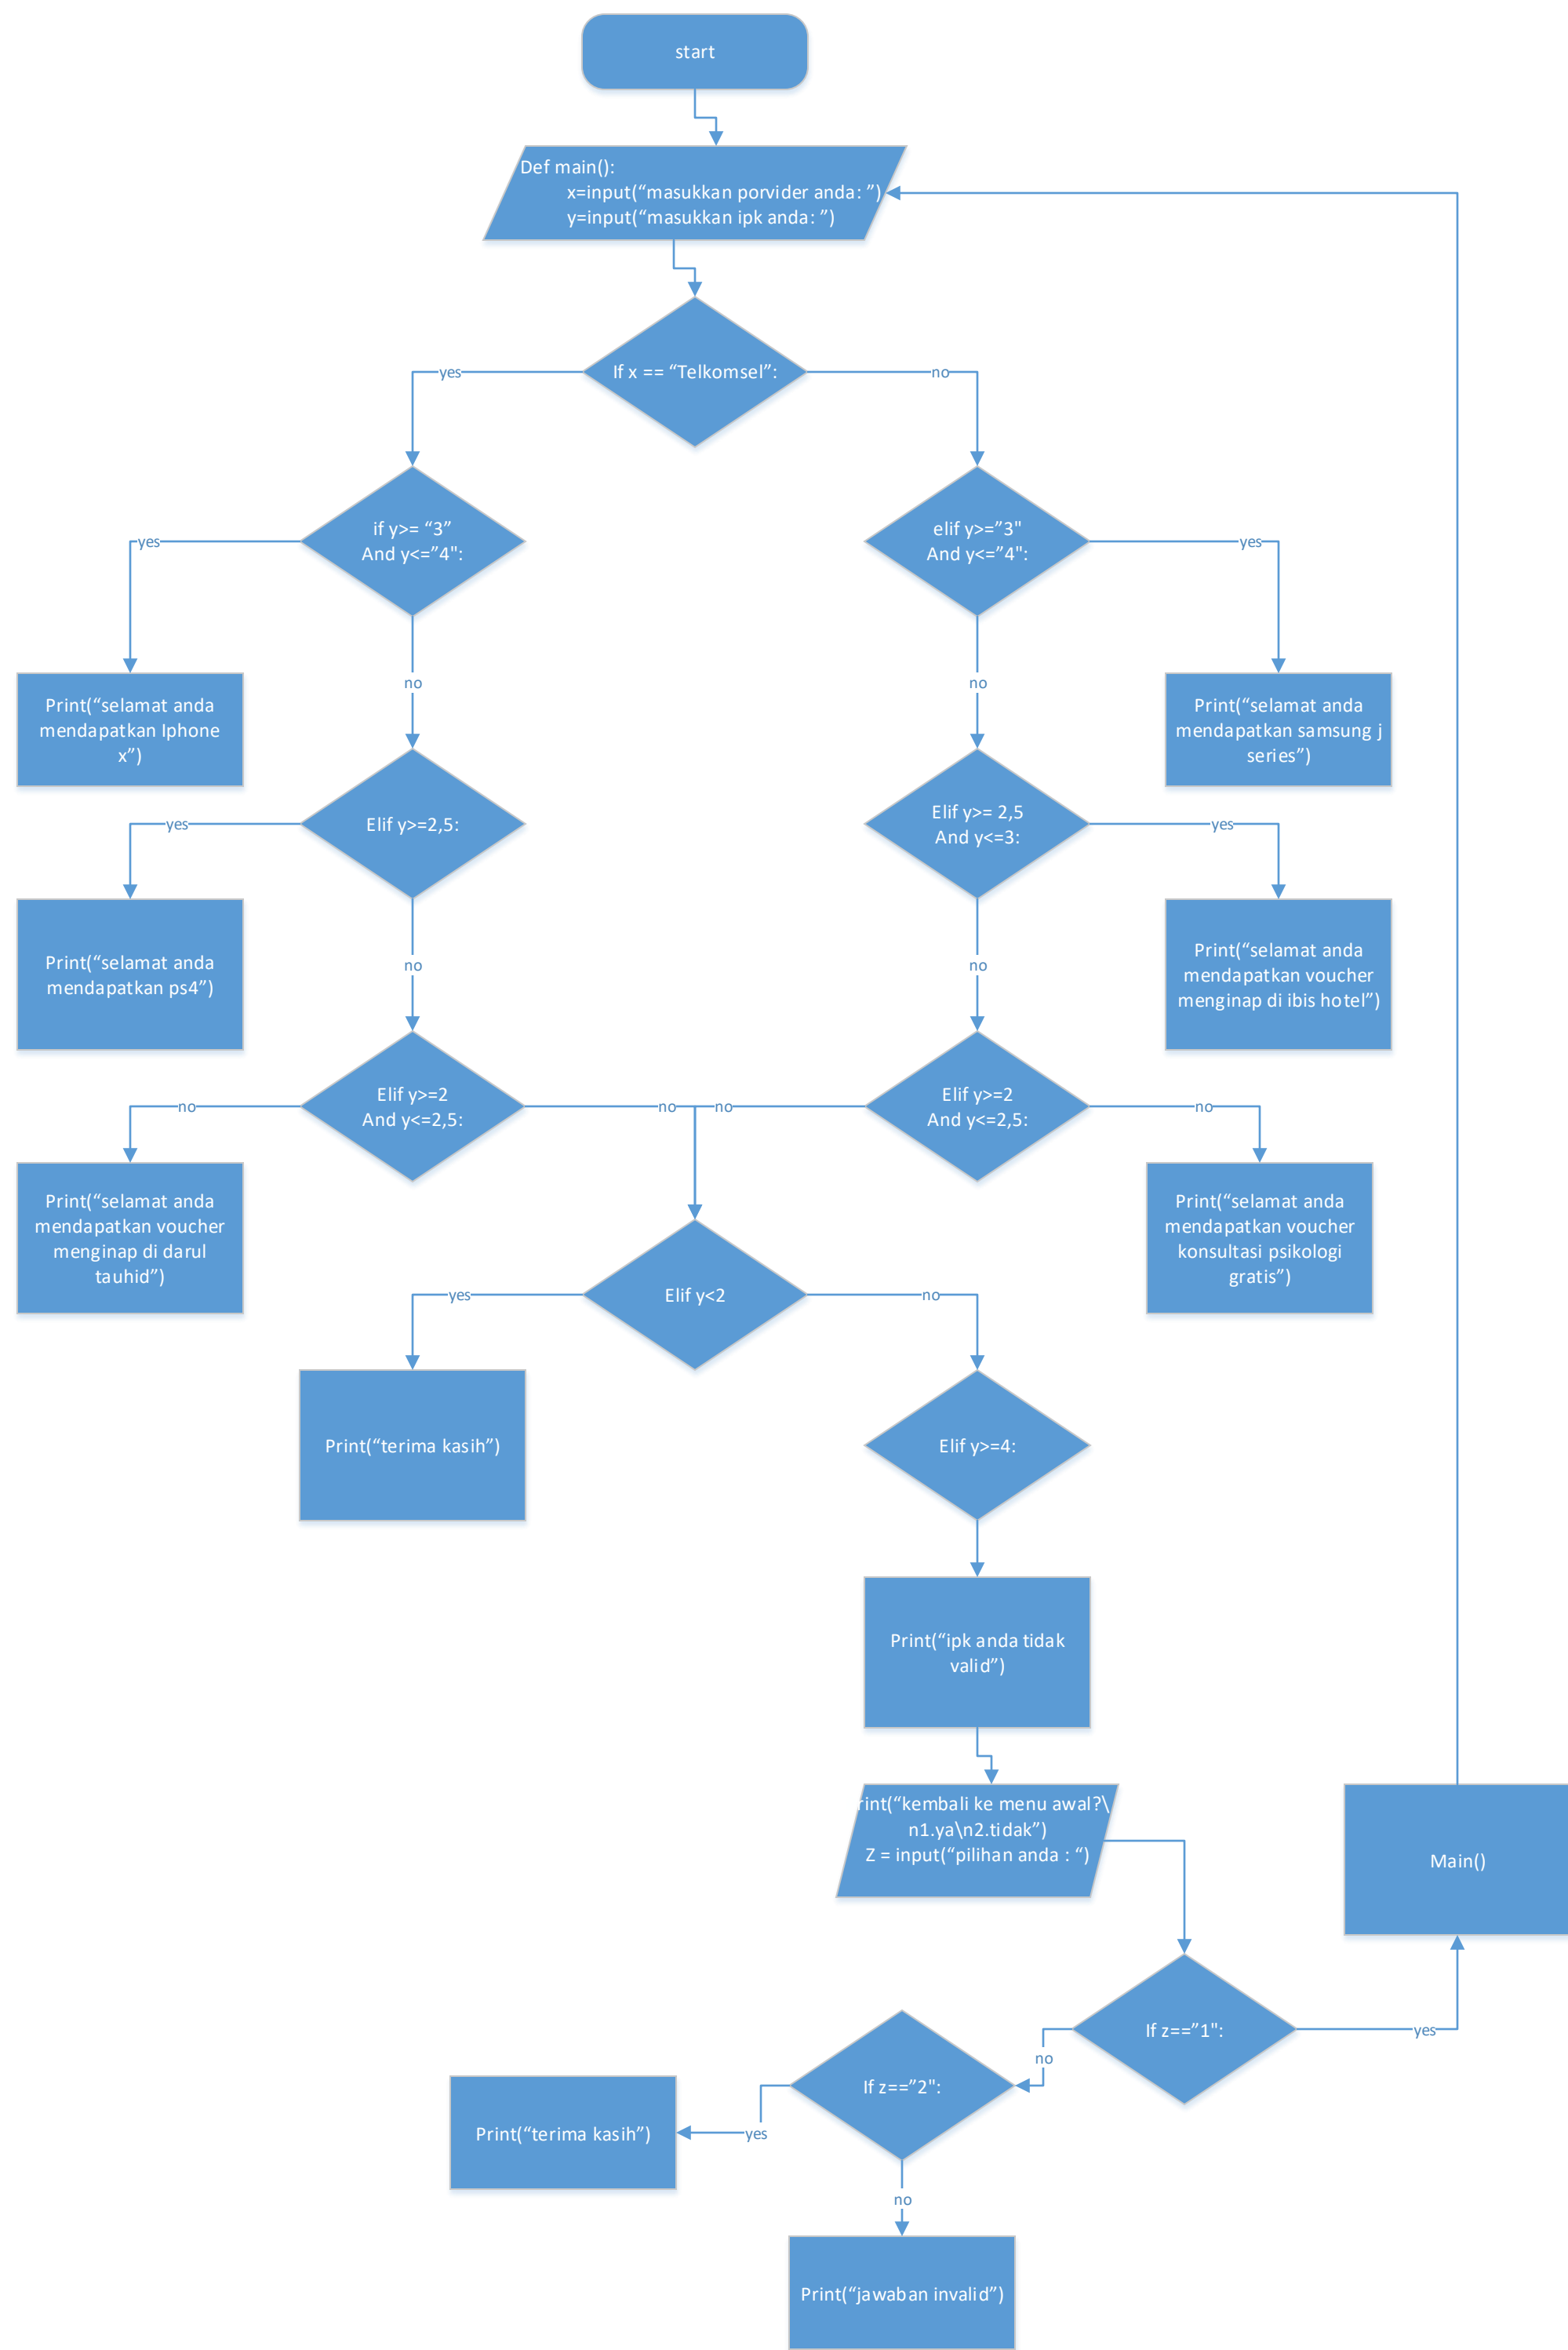 start
Def main():
x=input(“masukkan porvider anda: ”)
y=input(“masukkan ipk anda: ”)
If x == “Telkomsel”:
yes
no
if y>= “3”
And y<=”4":
elif y>=”3"
And y<=”4":
yes
yes
no
no
Print(“selamat anda
mendapatkan Iphone
x”)
Print(“selamat anda
mendapatkan samsung j
series”)
Elif y>=2,5:
Elif y>= 2,5
And y<=3:
yes
yes
no
no
Print(“selamat anda
mendapatkan ps4”)
Print(“selamat anda
mendapatkan voucher
menginap di ibis hotel”)
Elif y>=2
And y<=2,5:
Elif y>=2
And y<=2,5:
no
no
no
no
Print(“selamat anda
mendapatkan voucher
menginap di darul
tauhid”)
Print(“selamat anda
mendapatkan voucher
konsultasi psikologi
gratis”)
Elif y<2
yes
no
Print(“terima kasih”)
Elif y>=4:
Print(“ipk anda tidak
valid”)
rint(“kembali ke menu awal?\
n1.ya\n2.tidak”)
Z = input(“pilihan anda : “)
Main()
If z==”1":
yes
no
If z==”2":
yes
Print(“terima kasih”)
no
Print(“jawaban invalid”)